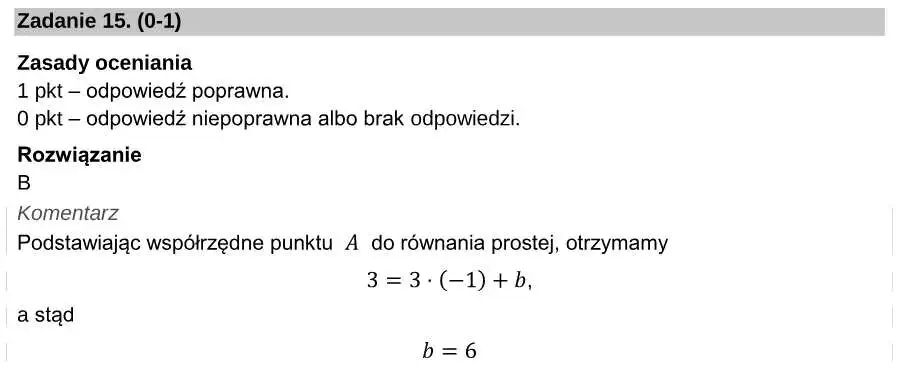 Zadanie 15. (0-1)
Zasady oceniania
1 pkt – odpowiedź poprawna.
0 pkt – odpowiedź niepoprawna albo brak odpowiedzi.
Rozwiązanie
B
Komentarz
Podstawiając współrzędne punktu A do równania prostej, otrzymamy
3 = 3 · (−1) + b,
a stąd
b = 6